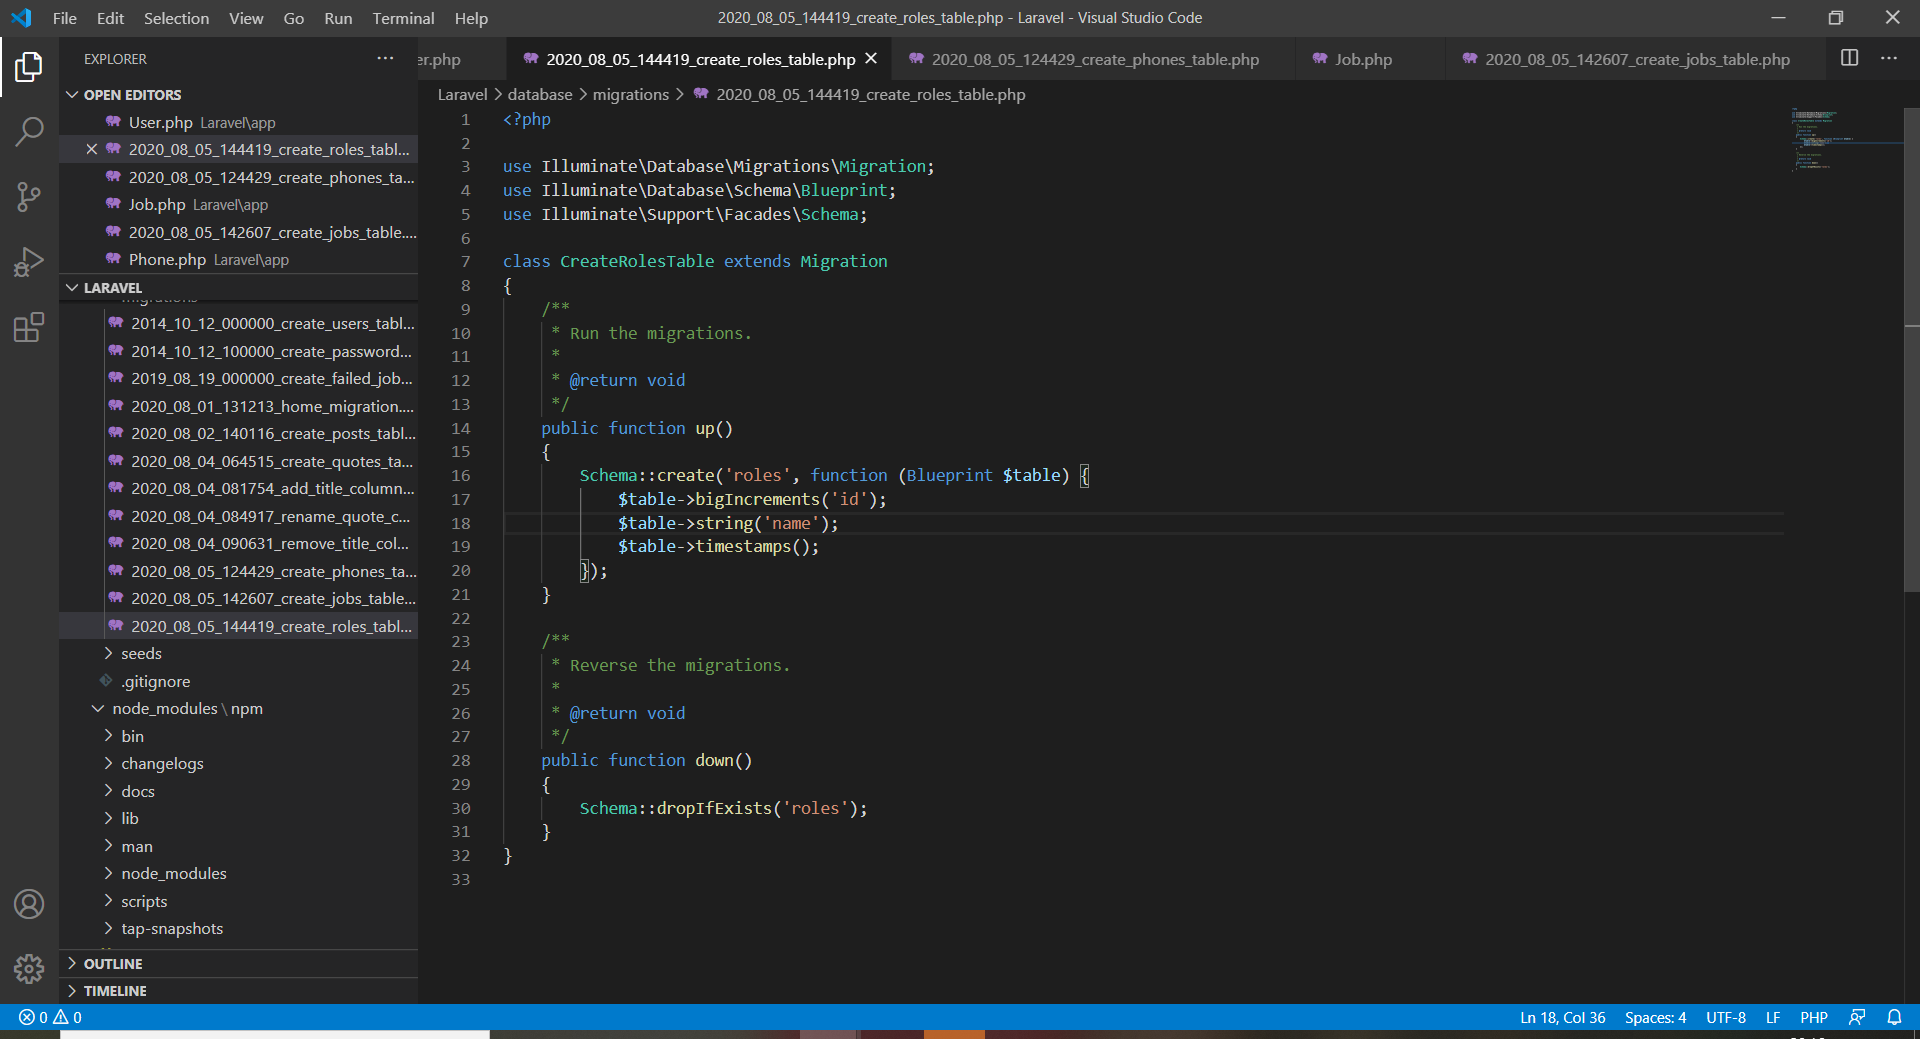 File Edit Selection View Go Run Terminal Help
2020_08_05_144419_create_roles_table.php - Laravel - Visual Studio Code
EXPLORER
er.php
2020_08_05_144419_create_roles_table.php
2020_08_05_124429_create_phones_table.php
Job.php
2020_08_05_142607_create_jobs_table.php
OPEN EDITORS
User.php Laravel\app
2020_08_05_144419_create_roles_tabl...
2020_08_05_124429_create_phones_ta...
Job.php Laravel\app
2020_08_05_142607_create_jobs_table....
Phone.php Laravel\app
LARAVEL
migrations
2014_10_12_000000_create_users_tabl...
2014_10_12_100000_create_password...
2019_08_19_000000_create_failed_job...
2020_08_01_131213_home_migration....
2020_08_02_140116_create_posts_tabl...
2020_08_04_064515_create_quotes_ta...
2020_08_04_081754_add_title_column...
2020_08_04_084917_rename_quote_c...
2020_08_04_090631_remove_title_col...
2020_08_05_124429_create_phones_ta...
2020_08_05_142607_create_jobs_table...
2020_08_05_144419_create_roles_tabl...
seeds
.gitignore
node_modules \ npm
bin
changelogs
docs
lib
man
node_modules
scripts
tap-snapshots
OUTLINE
TIMELINE
Laravel > database > migrations > 2020_08_05_144419_create_roles_table.php
1 <?php
2
3 use Illuminate\Database\Migrations\Migration;
4 use Illuminate\Database\Schema\Blueprint;
5 use Illuminate\Support\Facades\Schema;
6
7 class CreateRolesTable extends Migration
8 {
9 /**
10 * Run the migrations.
11 *
12 * @return void
13 */
14 public function up()
15 {
16 Schema::create('roles', function (Blueprint $table) {
17 $table->bigIncrements('id');
18 $table->string('name');
19 $table->timestamps();
20 });
21 }
22
23 /**
24 * Reverse the migrations.
25 *
26 * @return void
27 */
28 public function down()
29 {
30 Schema::dropIfExists('roles');
31 }
32 }
33
0 0
Ln 18, Col 36 Spaces: 4 UTF-8 LF PHP